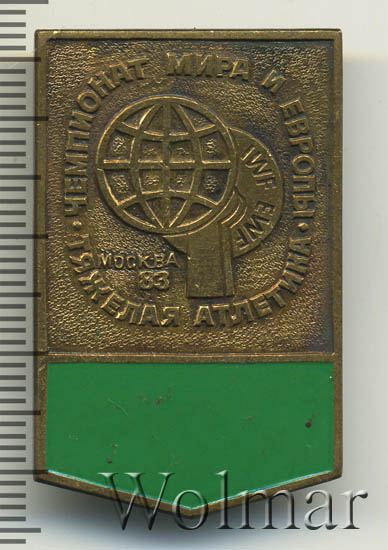 ЧЕМПИОНАТ МИРА И ЕВРОПЫ
ТЯЖЕЛАЯ АТЛЕТИКА
IWF EWF
МОСКВА
83
Wolmar